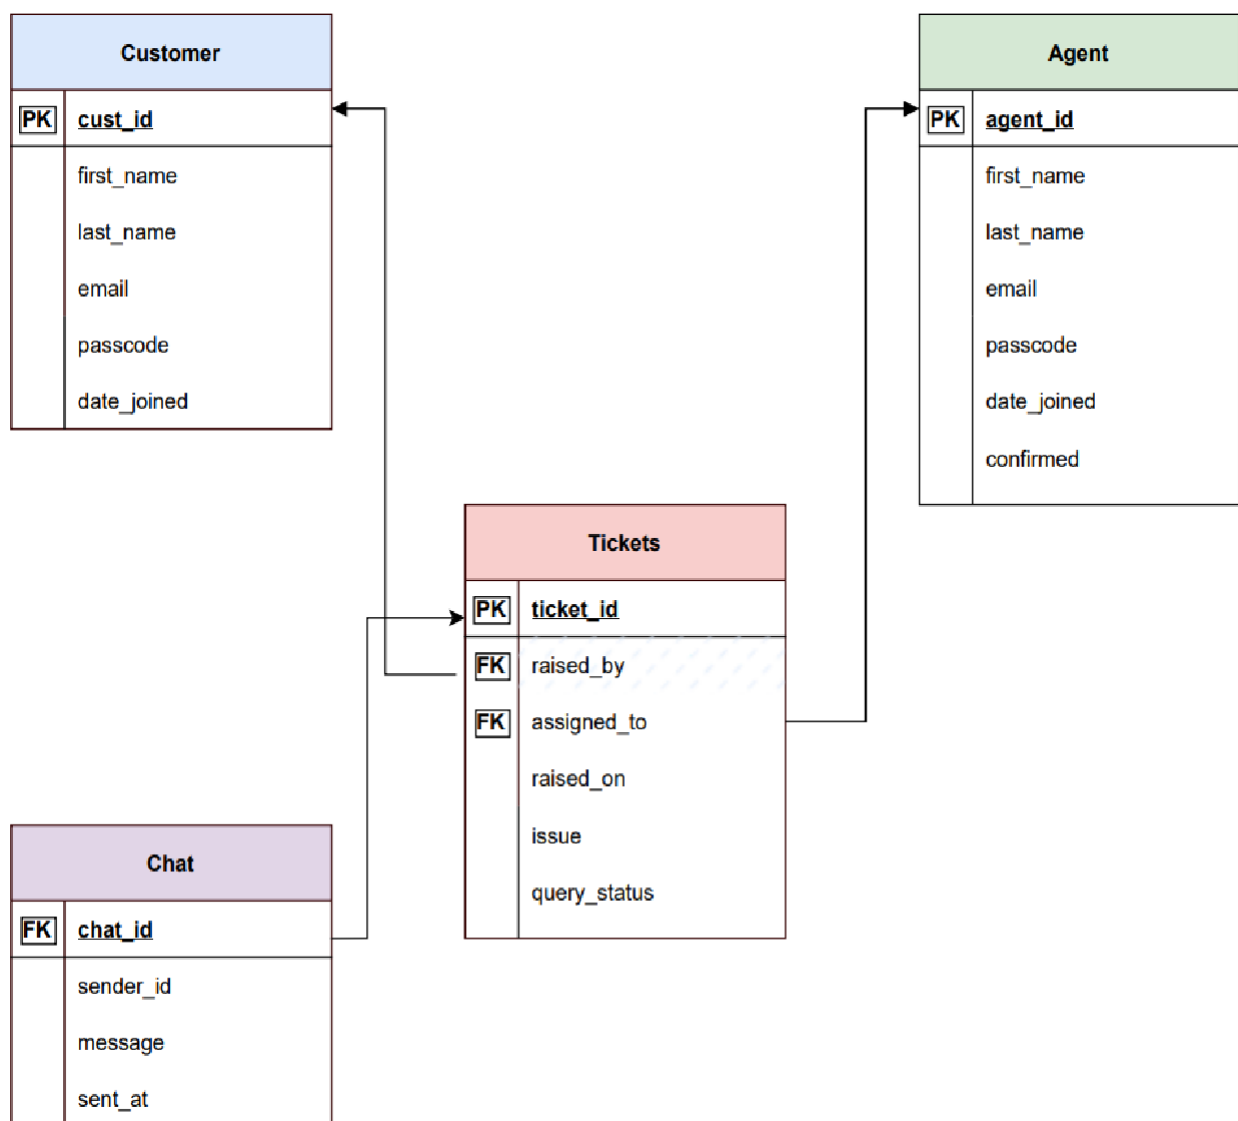 Customer
PK cust_id
first_name
last_name
email
passcode
date_joined
Agent
PK agent_id
first_name
last_name
email
passcode
date_joined
confirmed
Tickets
PK ticket_id
FK raised_by
FK assigned_to
raised_on
issue
query_status
Chat
FK chat_id
sender_id
message
sent_at